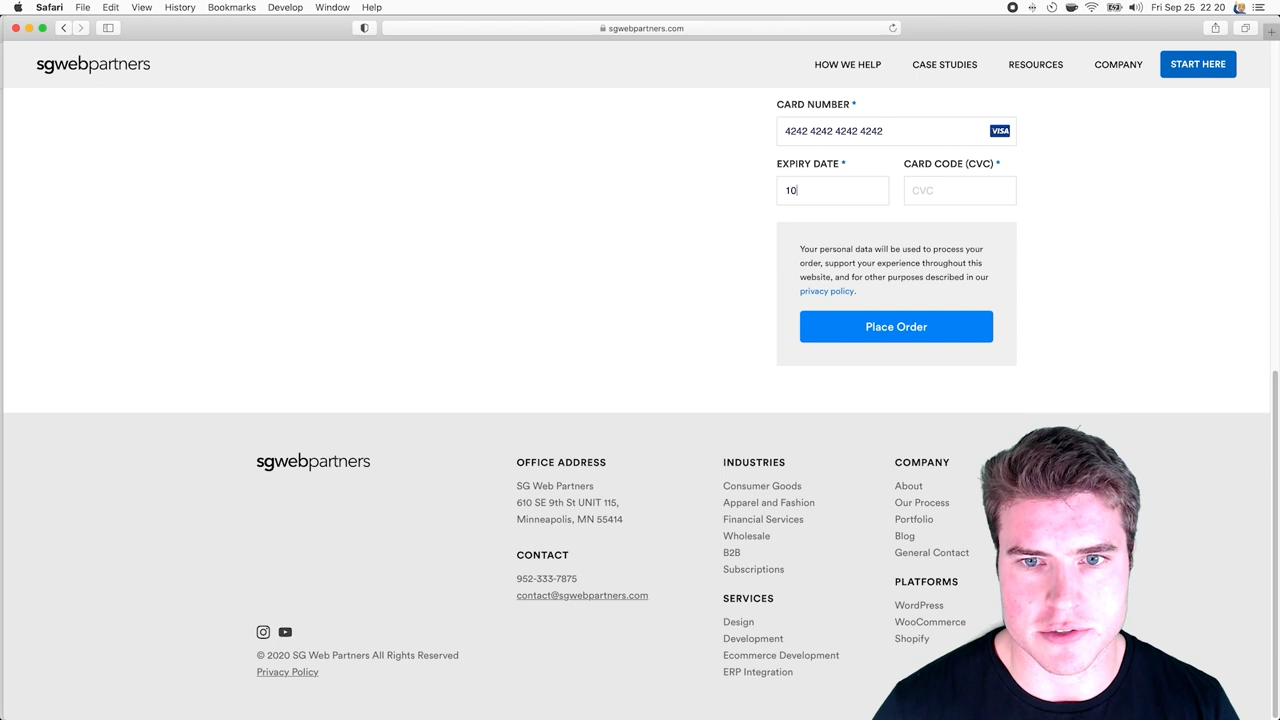 Safari File Edit View History Bookmarks Develop Window Help Fri Sep 25 22 20
sgwebpartners.com
sgwebpartners HOW WE HELP CASE STUDIES RESOURCES COMPANY START HERE
CARD NUMBER *
4242 4242 4242 4242 VISA
EXPIRY DATE * CARD CODE (CVC) *
10 CVC
Your personal data will be used to process your
order, support your experience throughout this
website, and for other purposes described in our
privacy policy.
Place Order
sgwebpartners
© 2020 SG Web Partners All Rights Reserved
Privacy Policy
OFFICE ADDRESS
SG Web Partners
610 SE 9th St UNIT 115,
Minneapolis, MN 55414
CONTACT
952-333-7875
contact@sgwebpartners.com
INDUSTRIES
Consumer Goods
Apparel and Fashion
Financial Services
Wholesale
B2B
Subscriptions
SERVICES
Design
Development
Ecommerce Development
ERP Integration
COMPANY
About
Our Process
Portfolio
Blog
General Contact
PLATFORMS
WordPress
WooCommerce
Shopify